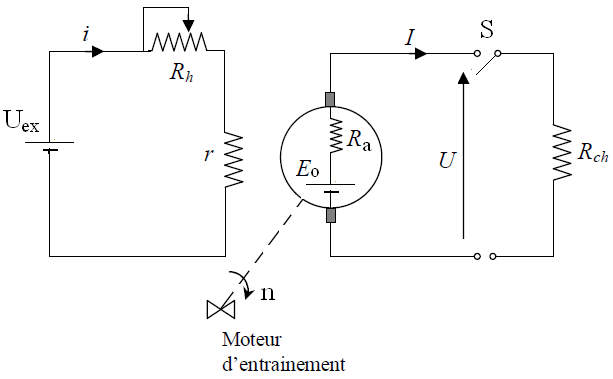 i
R_h
U_ex
r
I
S
R_a
E_o
U
R_ch
n
Moteur
d'entrainement